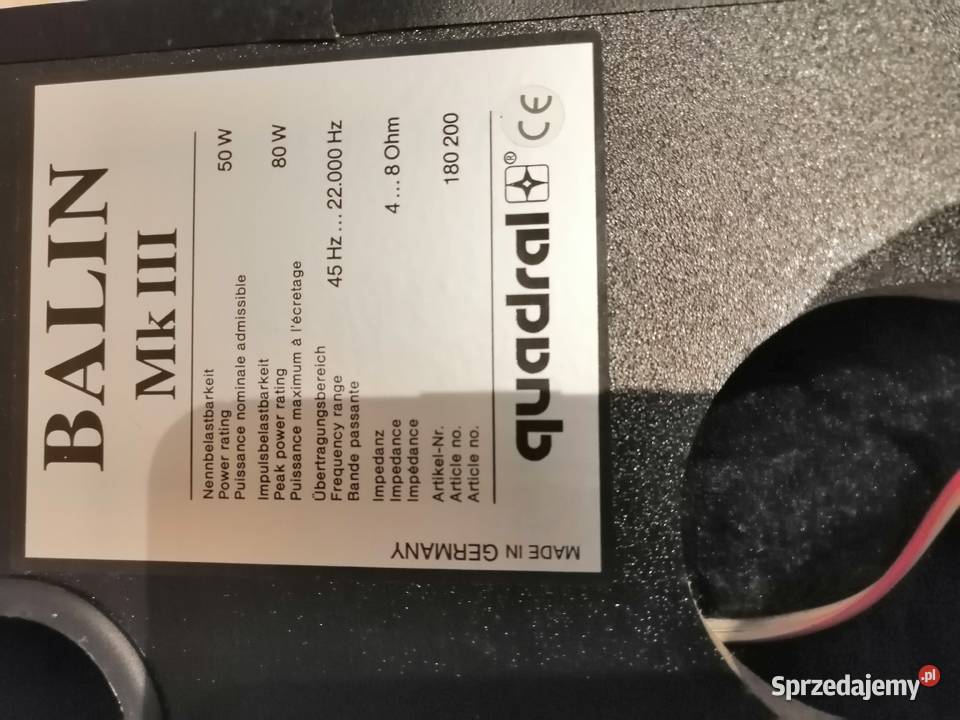 BALIN
Mk III
Nennbelastbarkeit
Power rating 50 W
Puissance nominale admissible
Impulsbelastbarkeit
Peak power rating 80 W
Puissance maximum à l'écretage
Übertragungsbereich
Frequency range 45 Hz ... 22.000 Hz
Bande passante
Impedanz
Impedance 4 ... 8 Ohm
Impédance
Artikel-Nr.
Article no. 180 200
Article no.
quadral® CE
MADE IN GERMANY
Sprzedajemy.pl